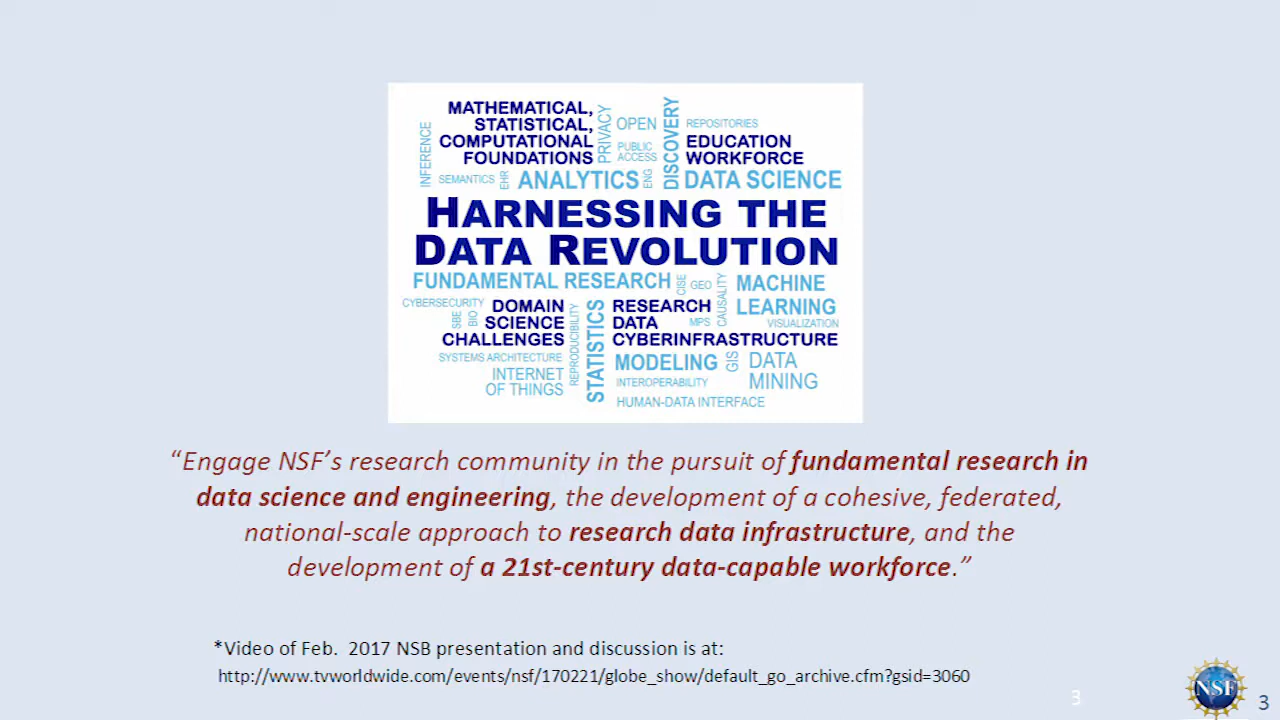 MATHEMATICAL,
STATISTICAL,
COMPUTATIONAL
FOUNDATIONS
INFERENCE
PRIVACY
OPEN
PUBLIC
ACCESS
DISCOVERY
REPOSITORIES
EDUCATION
WORKFORCE
SEMANTICS
EHR
ANALYTICS
ENG
DATA SCIENCE
HARNESSING THE
DATA REVOLUTION
FUNDAMENTAL RESEARCH
CISE
GEO
CAUSALITY
MACHINE
LEARNING
VISUALIZATION
CYBERSECURITY
SBE
BIO
DOMAIN
SCIENCE
CHALLENGES
REPRODUCIBILITY
STATISTICS
RESEARCH
DATA
CYBERINFRASTRUCTURE
MPS
SYSTEMS ARCHITECTURE
INTERNET
OF THINGS
MODELING
GIS
DATA
MINING
INTEROPERABILITY
HUMAN-DATA INTERFACE
“Engage NSF’s research community in the pursuit of fundamental research in
data science and engineering, the development of a cohesive, federated,
national-scale approach to research data infrastructure, and the
development of a 21st-century data-capable workforce.”
*Video of Feb. 2017 NSB presentation and discussion is at:
http://www.tvworldwide.com/events/nsf/170221/globe_show/default_go_archive.cfm?gsid=3060
3
NSF
3